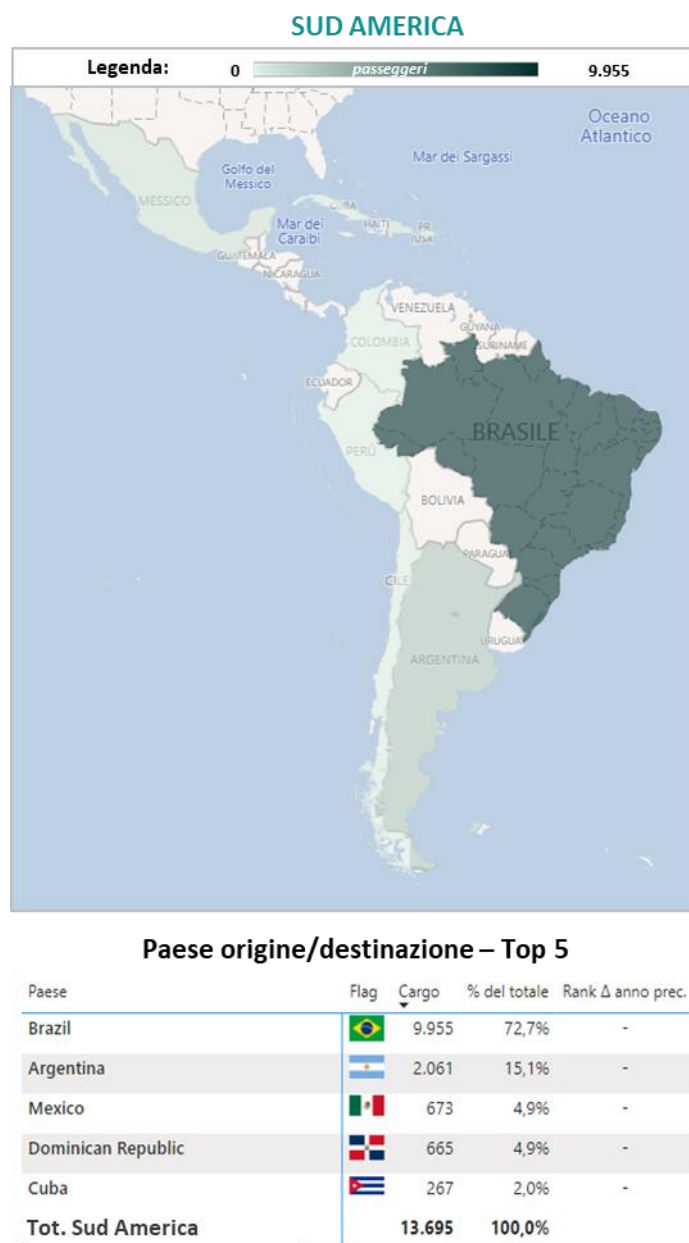 SUD AMERICA
Legenda: 0 passeggeri 9.955
Oceano
Atlantico
Mar dei Sargassi
Golfo del
Messico
MESSICO
CUBA
HAITI
PR
(USA)
Mar dei
Caraibi
GUATEMALA
NICARAGUA
VENEZUELA
GUYANA
SURINAME
COLOMBIA
ECUADOR
BRASILE
PERÙ
BOLIVIA
PARAGUA
CILE
URUGUA
ARGENTINA
Paese origine/destinazione – Top 5
Paese Flag Cargo % del totale Rank Δ anno prec.
Brazil 9.955 72,7% -
Argentina 2.061 15,1% -
Mexico 673 4,9% -
Dominican Republic 665 4,9% -
Cuba 267 2,0% -
Tot. Sud America 13.695 100,0%